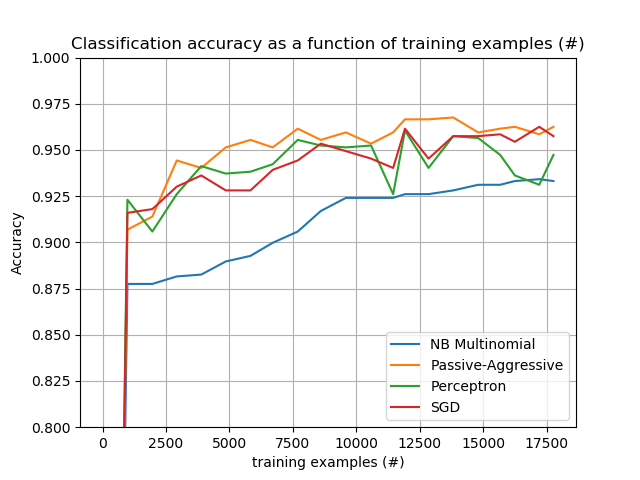 Classification accuracy as a function of training examples (#)
1.000
0.975
0.950
0.925
0.900
0.875
0.850
0.825
0.800
Accuracy
NB Multinomial
Passive-Aggressive
Perceptron
SGD
0 2500 5000 7500 10000 12500 15000 17500
training examples (#)